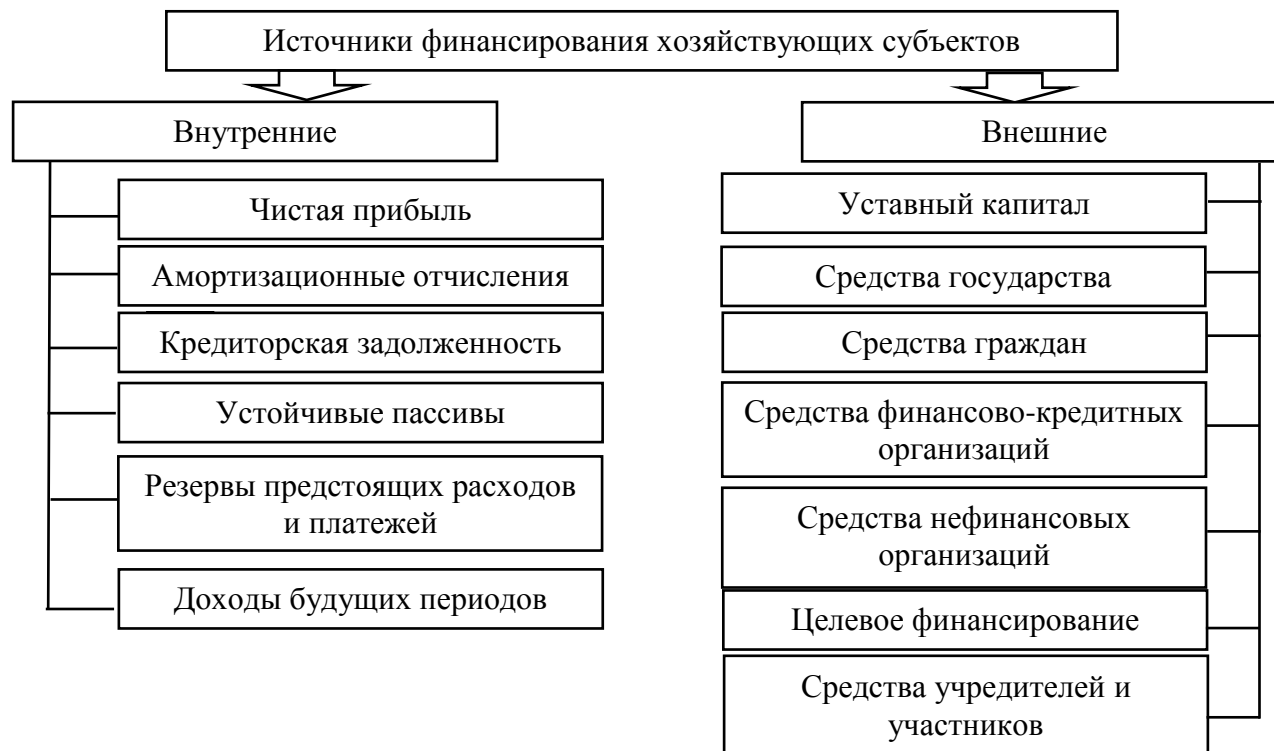 Источники финансирования хозяйствующих субъектов
Внутренние
Чистая прибыль
Амортизационные отчисления
Кредиторская задолженность
Устойчивые пассивы
Резервы предстоящих расходов
и платежей
Доходы будущих периодов
Внешние
Уставный капитал
Средства государства
Средства граждан
Средства финансово-кредитных
организаций
Средства нефинансовых
организаций
Целевое финансирование
Средства учредителей и
участников